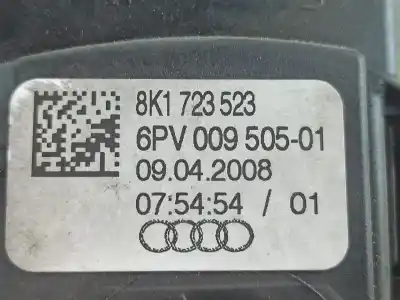 8K1 723 523
6PV 009 505-01
09.04.2008
07:54:54 / 01